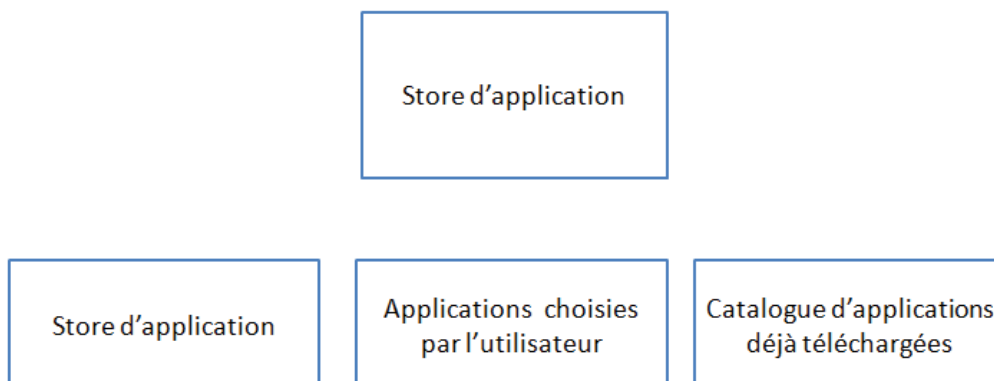 Store d’application
Store d’application
Applications choisies
par l’utilisateur
Catalogue d’applications
déjà téléchargées